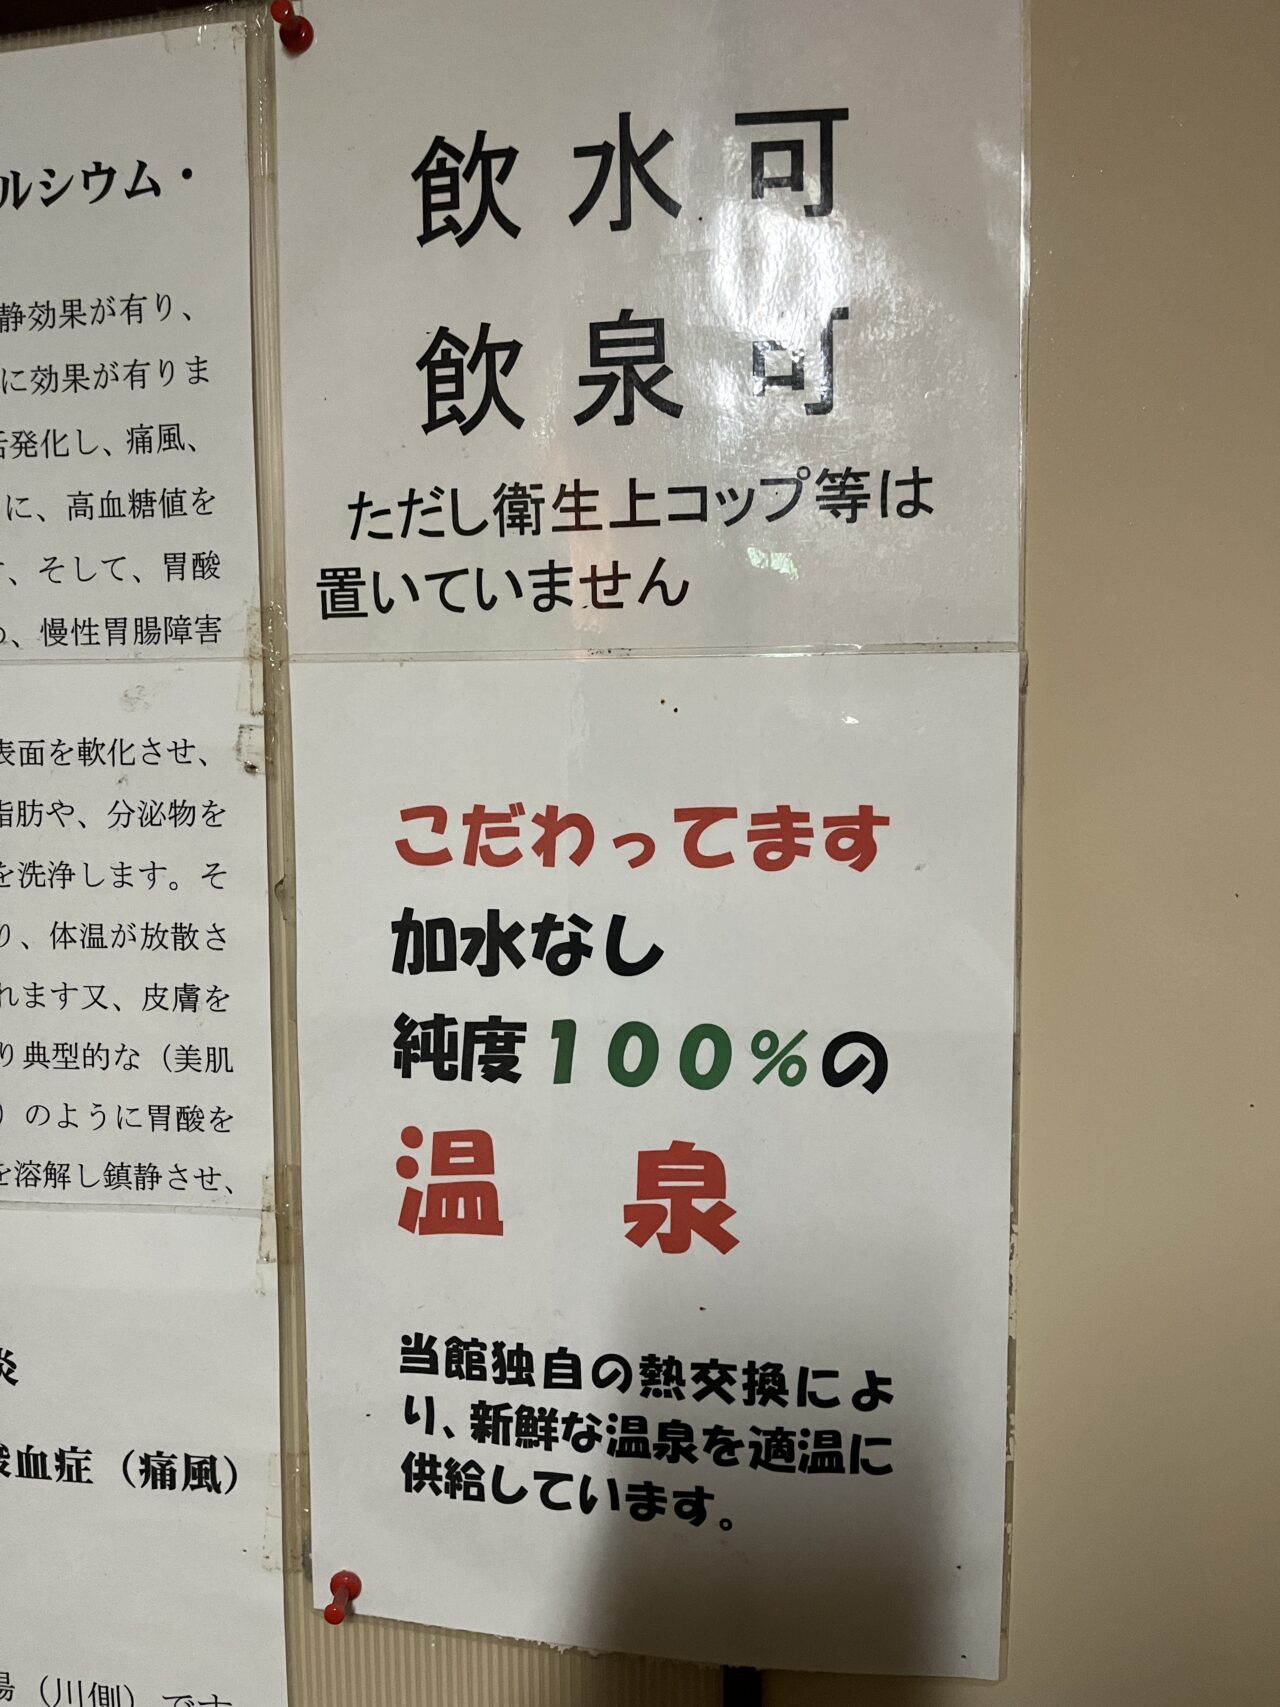 ルシウム・
静効果が有り、
に効果が有りま
活発化し、痛風、
に、高血糖値を
、そして、胃酸
、慢性胃腸障害
表面を軟化させ、
脂肪や、分泌物を
を洗浄します。そ
り、体温が放散さ
れます又、皮膚を
り典型的な（美肌
）のように胃酸を
を溶解し鎮静させ、
炎
酸血症（痛風）
湯（川側）です
飲水可
飲泉可
ただし衛生上コップ等は
置いていません
こだわってます
加水なし
純度１００％の
温泉
当館独自の熱交換によ
り、新鮮な温泉を適温に
供給しています。